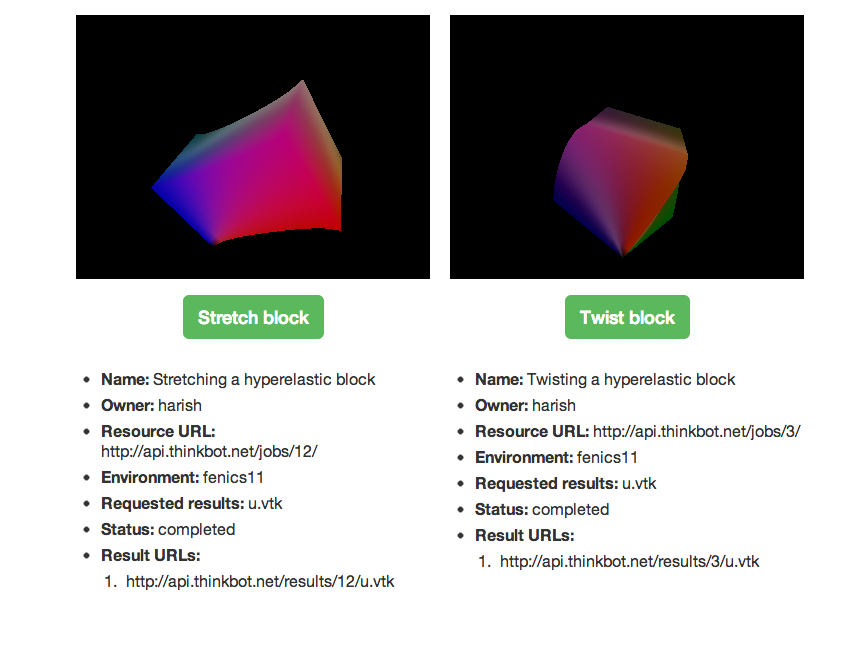 Stretch block
Name: Stretching a hyperelastic block
Owner: harish
Resource URL:
http://api.thinkbot.net/jobs/12/
Environment: fenics11
Requested results: u.vtk
Status: completed
Result URLs:
1. http://api.thinkbot.net/results/12/u.vtk
Twist block
Name: Twisting a hyperelastic block
Owner: harish
Resource URL: http://api.thinkbot.net/jobs/3/
Environment: fenics11
Requested results: u.vtk
Status: completed
Result URLs:
1. http://api.thinkbot.net/results/3/u.vtk